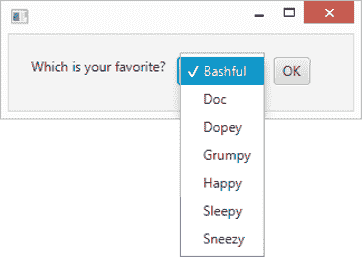 Which is your favorite? Bashful OK
Doc
Dopey
Grumpy
Happy
Sleepy
Sneezy